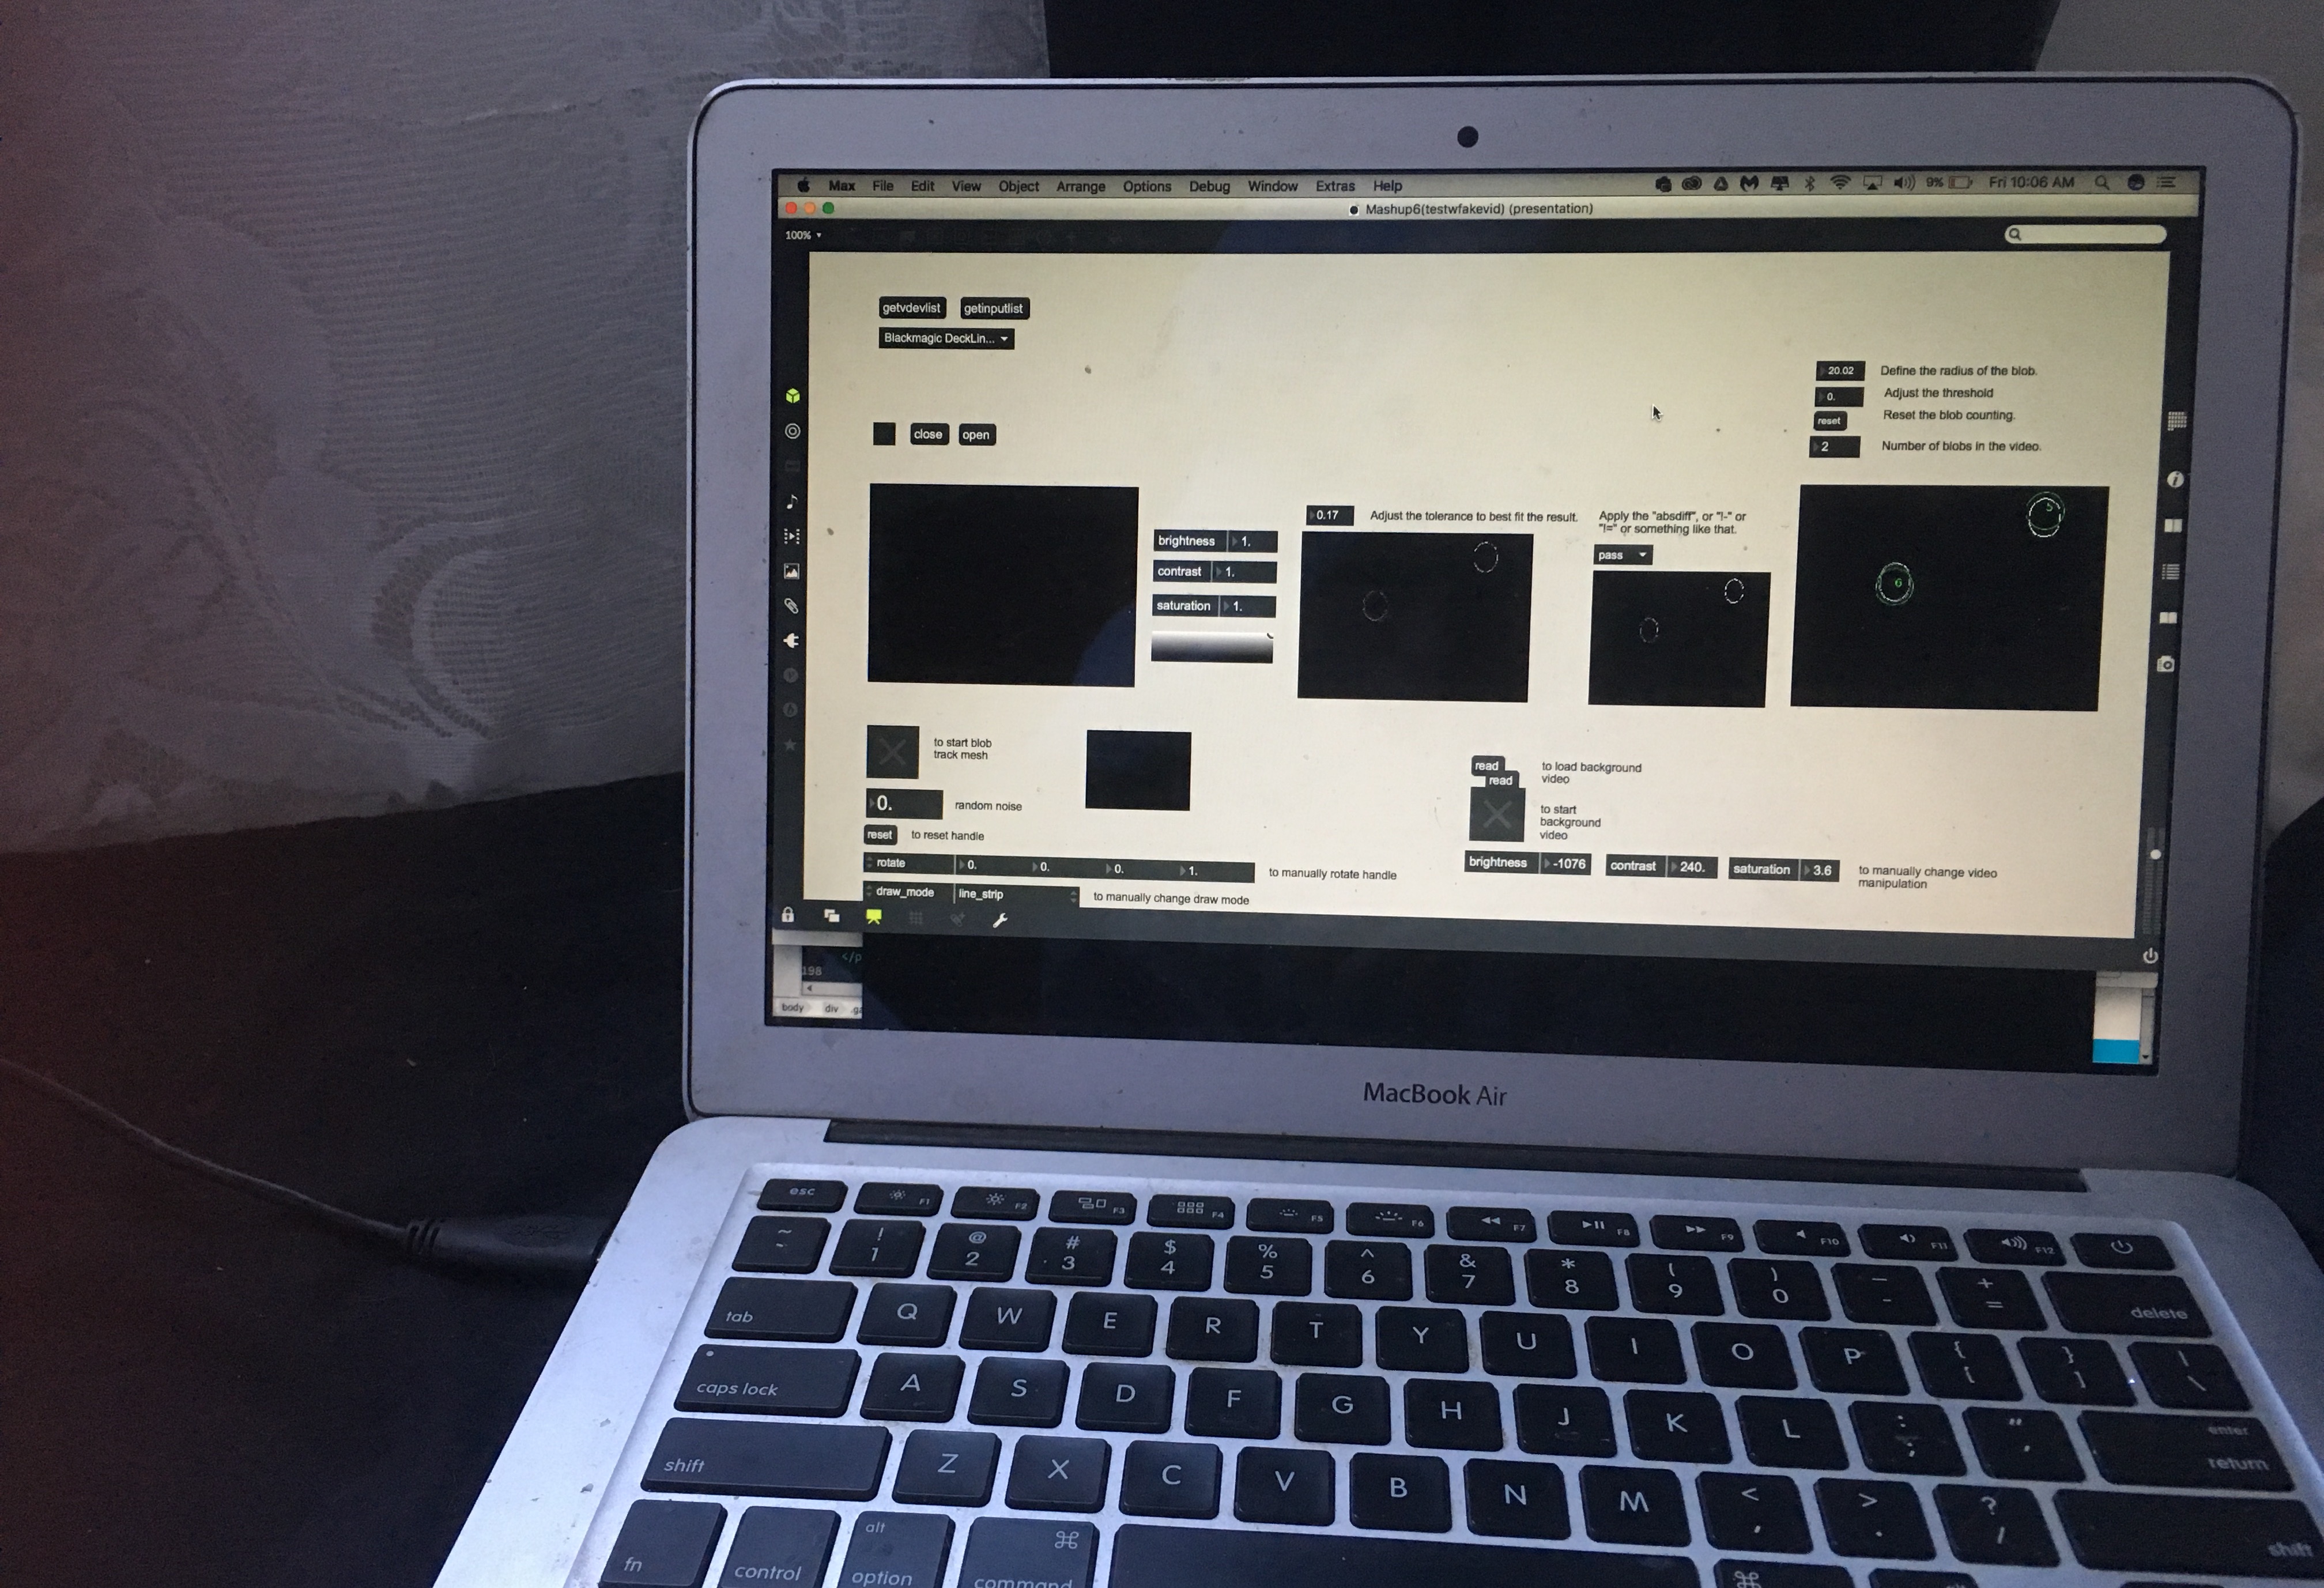 Max File Edit View Object Arrange Options Debug Window Extras Help 9% Fri 10:06 AM
Mashup6(testwfakevid) (presentation)
100%
getvdevlist getinputlist
Blackmagic DeckLin...
20.02 Define the radius of the blob.
0. Adjust the threshold
reset Reset the blob counting.
2 Number of blobs in the video.
close open
0.17 Adjust the tolerance to best fit the result.
Apply the "absdiff", or "!-" or
"!=" or something like that.
pass
brightness 1.
contrast 1.
saturation 1.
5
6
to start blob
track mesh
0. random noise
reset to reset handle
rotate 0. 0. 0. 1. to manually rotate handle
draw_mode line_strip to manually change draw mode
read
read
to load background
video
to start
background
video
brightness -1076 contrast 240. saturation 3.6
to manually change video
manipulation
</p
198
body div
MacBook Air
esc F1 F2 F3 F4 F5 F6 F7 F8 F9 F10 F11 F12
~ ! @ # $ % ^ & * ( ) _ +
1 2 3 4 5 6 7 8 9 0 - = delete
tab Q W E R T Y U I O P { [ } ] | \
caps lock A S D F G H J K L : ; " ' enter return
shift Z X C V B N M < , > . ? / shift
fn control alt option ⌘ command ⌘